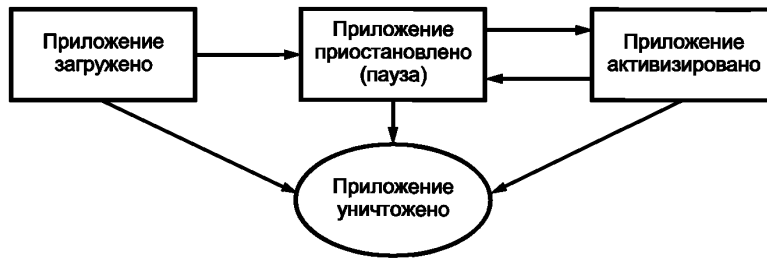 Приложение
загружено
Приложение
приостановлено
(пауза)
Приложение
активизировано
Приложение
уничтожено